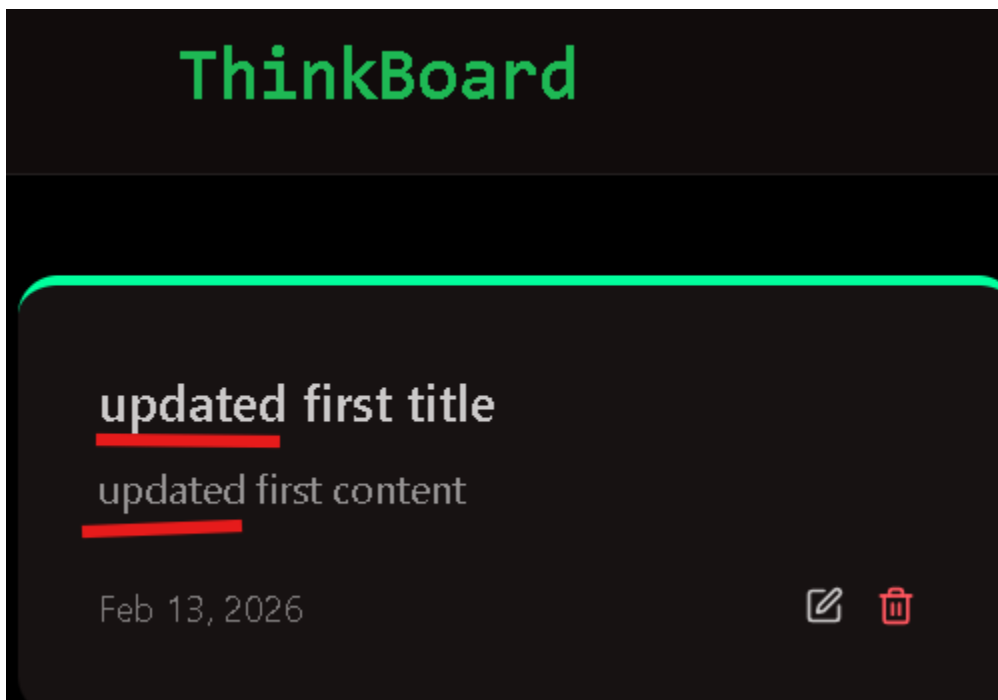 ThinkBoard
updated first title
updated first content
Feb 13, 2026